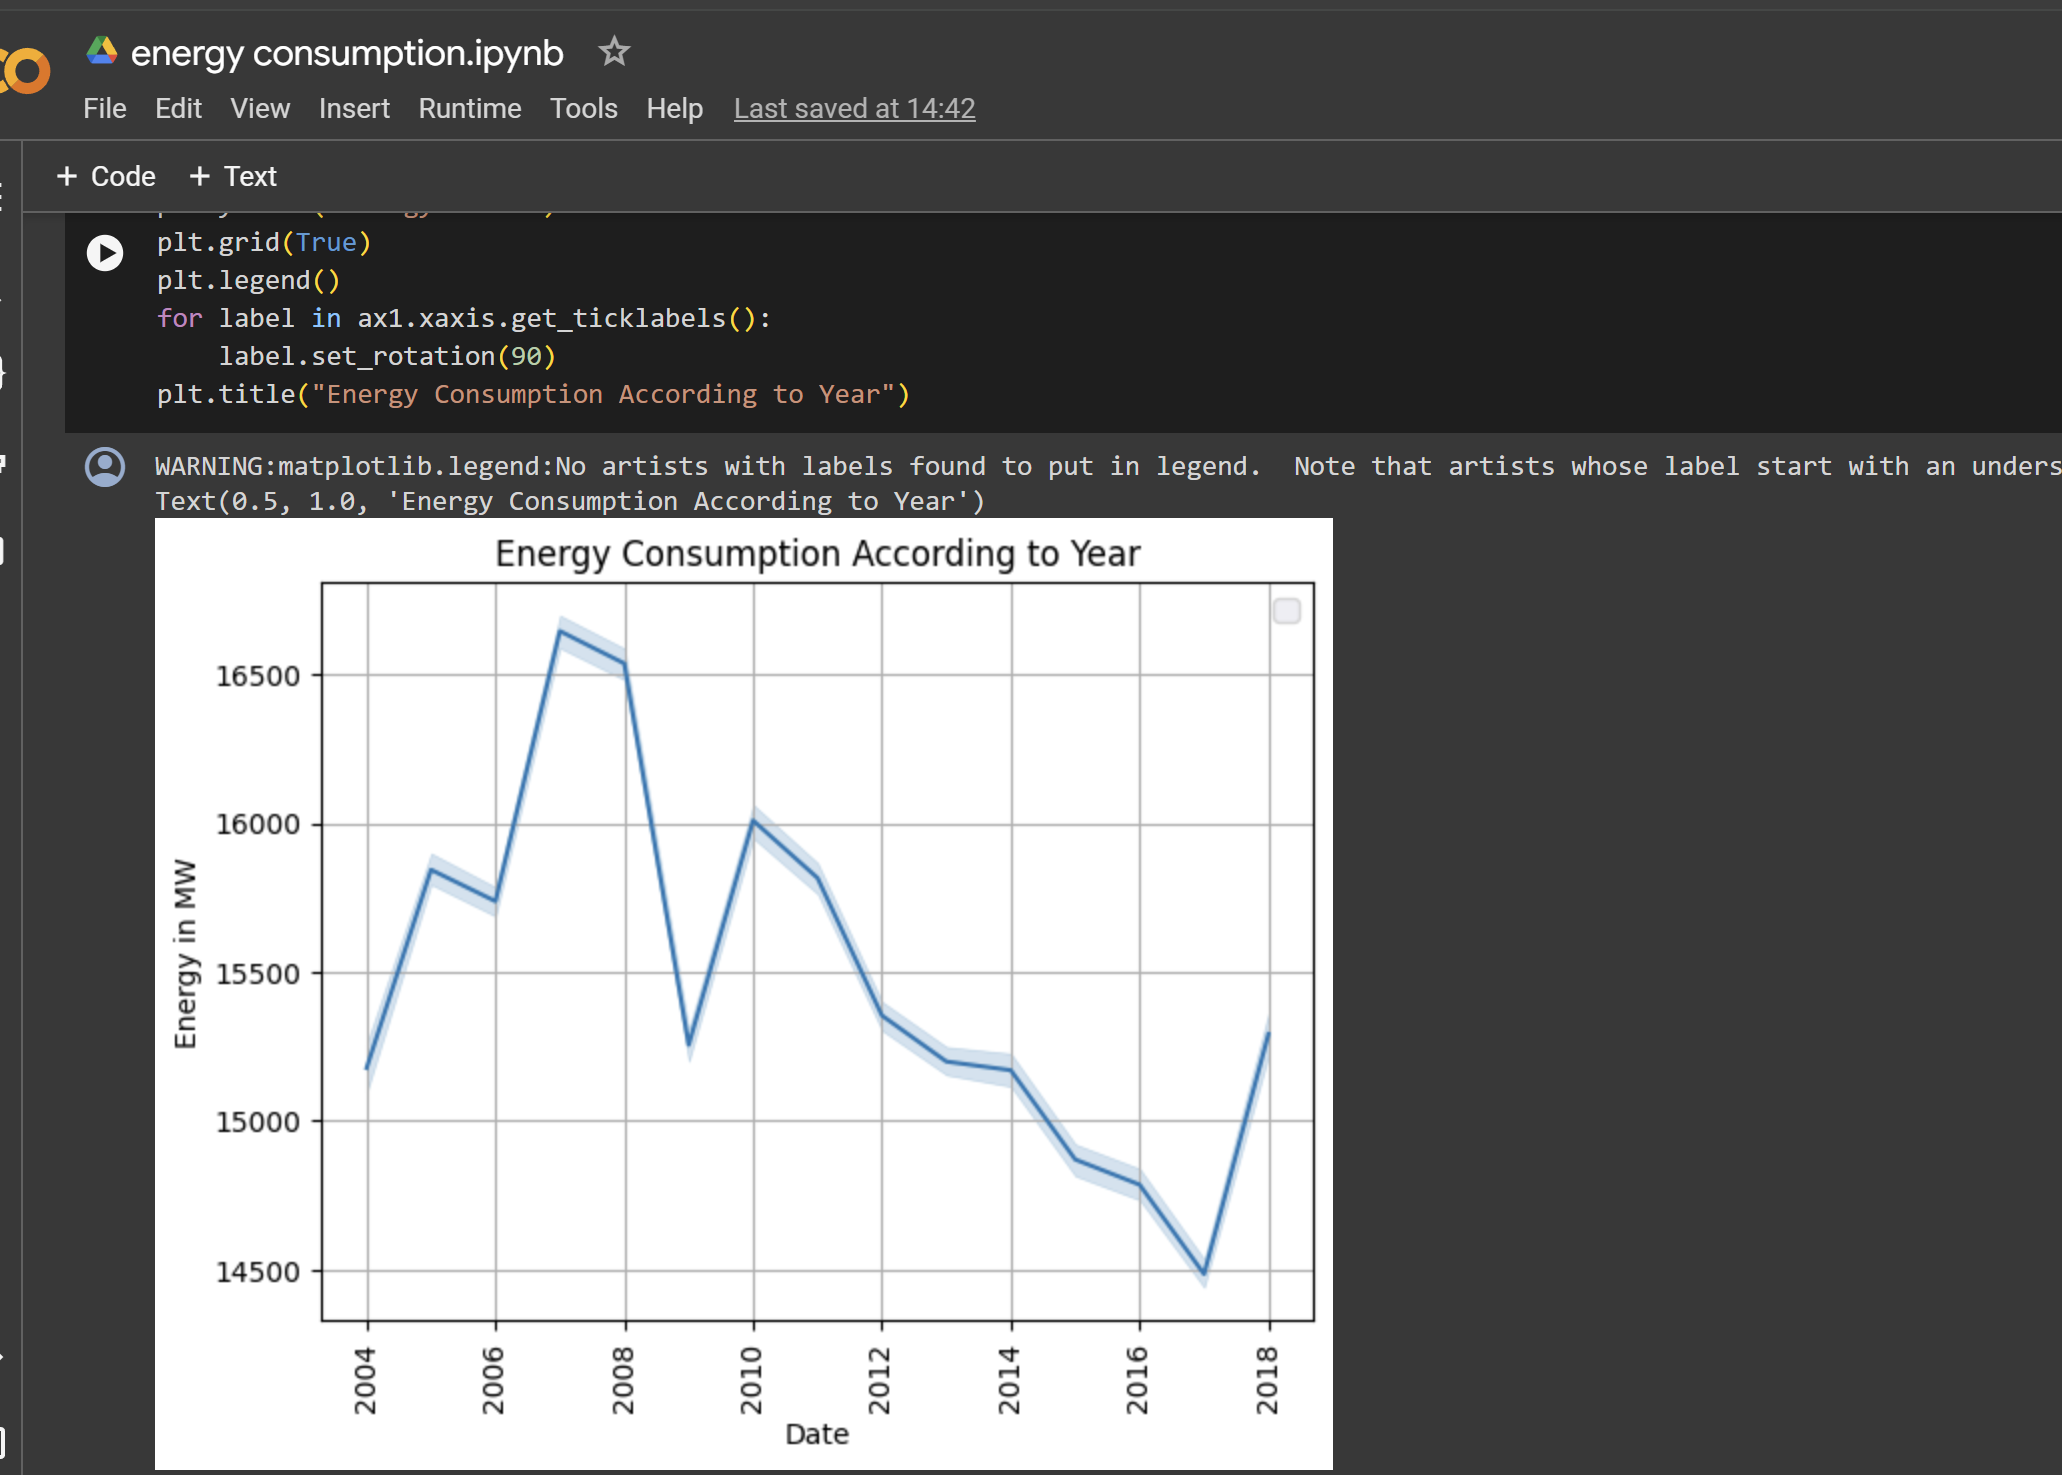 energy consumption.ipynb
File Edit View Insert Runtime Tools Help Last saved at 14:42
+ Code + Text
plt.grid(True)
plt.legend()
for label in ax1.xaxis.get_ticklabels():
    label.set_rotation(90)
plt.title("Energy Consumption According to Year")
WARNING:matplotlib.legend:No artists with labels found to put in legend.  Note that artists whose label start with an unders
Text(0.5, 1.0, 'Energy Consumption According to Year')
Energy Consumption According to Year
16500
16000
15500
15000
14500
Energy in MW
2004 2006 2008 2010 2012 2014 2016 2018
Date